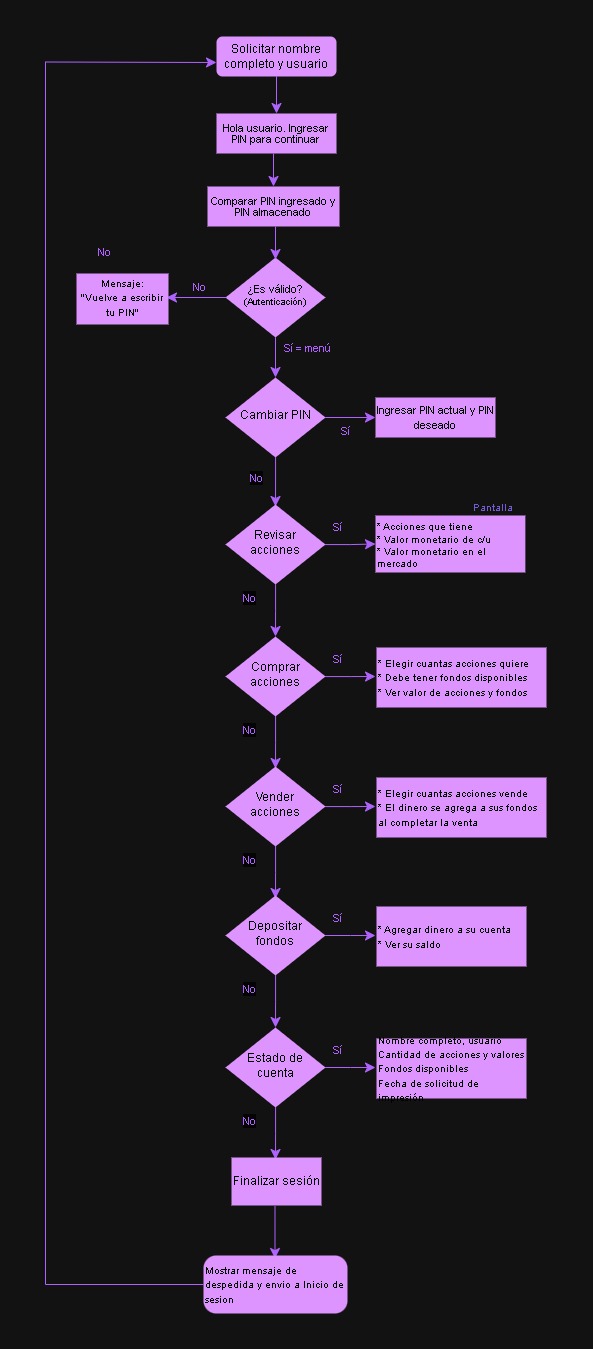 Solicitar nombre
completo y usuario
Hola usuario. Ingresar
PIN para continuar
Comparar PIN ingresado y
PIN almacenado
No
¿Es válido?
(Autenticación)
No
Mensaje:
"Vuelve a escribir
tu PIN"
Sí = menú
Cambiar PIN
Sí
Ingresar PIN actual y PIN
deseado
No
Pantalla
Revisar
acciones
Sí
* Acciones que tiene
* Valor monetario de c/u
* Valor monetario en el
mercado
No
Comprar
acciones
Sí
* Elegir cuantas acciones quiere
* Debe tener fondos disponibles
* Ver valor de acciones y fondos
No
Vender
acciones
Sí
* Elegir cuantas acciones vende
* El dinero se agrega a sus fondos
al completar la venta
No
Depositar
fondos
Sí
* Agregar dinero a su cuenta
* Ver su saldo
No
Estado de
cuenta
Sí
Nombre completo, usuario
Cantidad de acciones y valores
Fondos disponibles
Fecha de solicitud de
impresión
No
Finalizar sesión
Mostrar mensaje de
despedida y envio a Inicio de
sesion